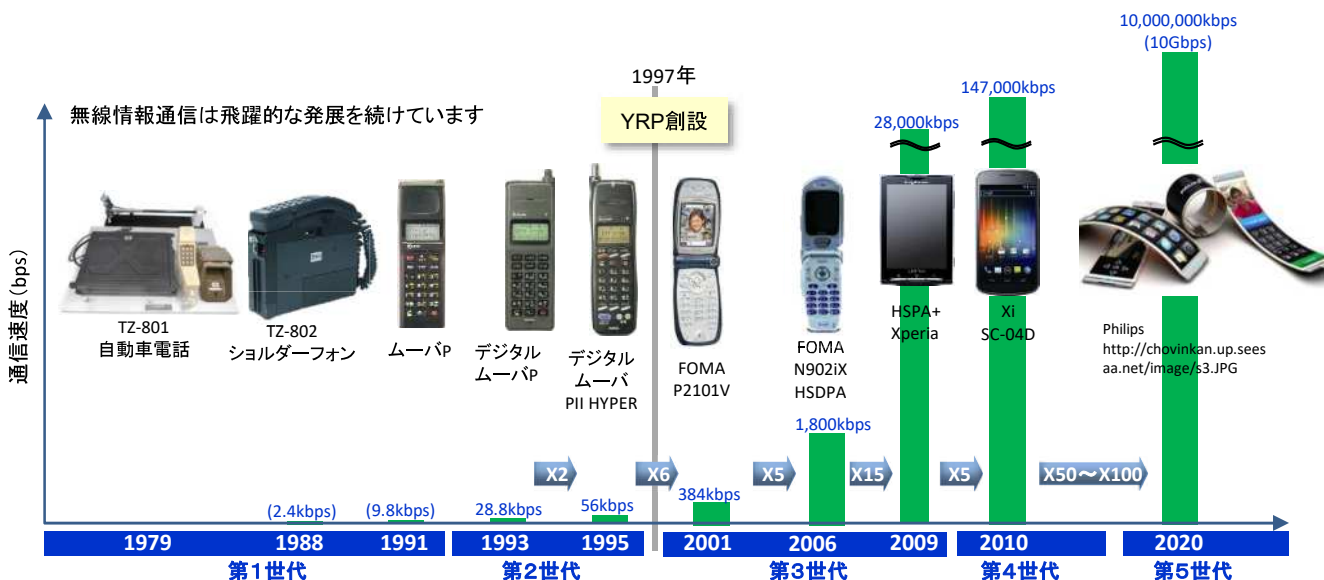 10,000,000kbps
(10Gbps)
1997年
無線情報通信は飛躍的な発展を続けています
YRP創設
28,000kbps
147,000kbps
通信速度(bps)
TZ-801
自動車電話
TZ-802
ショルダーフォン
ムーバP
デジタル
ムーバP
デジタル
ムーバ
PII HYPER
FOMA
P2101V
FOMA
N902iX
HSDPA
HSPA+
Xperia
Xi
SC-04D
Philips
http://chovinkan.up.sees
aa.net/image/s3.JPG
(2.4kbps)
(9.8kbps)
28.8kbps
56kbps
384kbps
1,800kbps
X2
X6
X5
X15
X5
X50～X100
1979
1988
1991
1993
1995
2001
2006
2009
2010
2020
第1世代
第2世代
第3世代
第4世代
第5世代